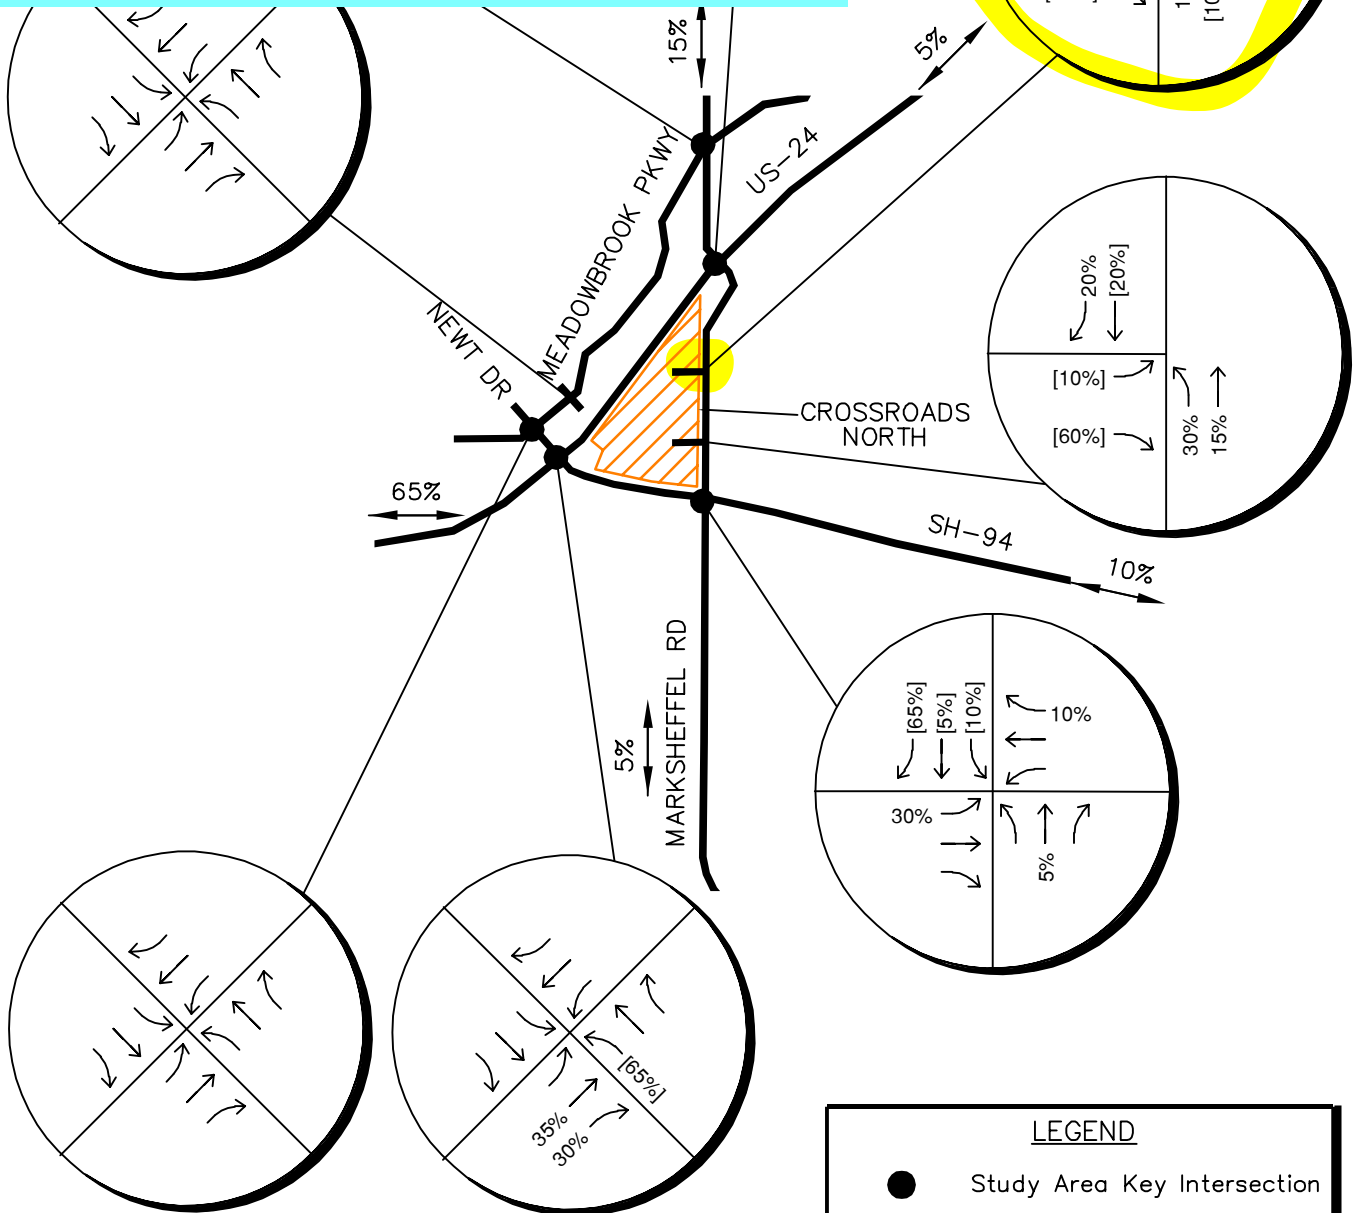 15%
5%
US-24
MEADOWBROOK PKWY
NEWT DR
20%
[20%]
[10%]
[60%]
30%
15%
CROSSROADS
NORTH
65%
SH-94
10%
MARKSHEFFEL RD
5%
[65%]
[5%]
[10%]
10%
30%
5%
[65%]
35%
30%
LEGEND
Study Area Key Intersection